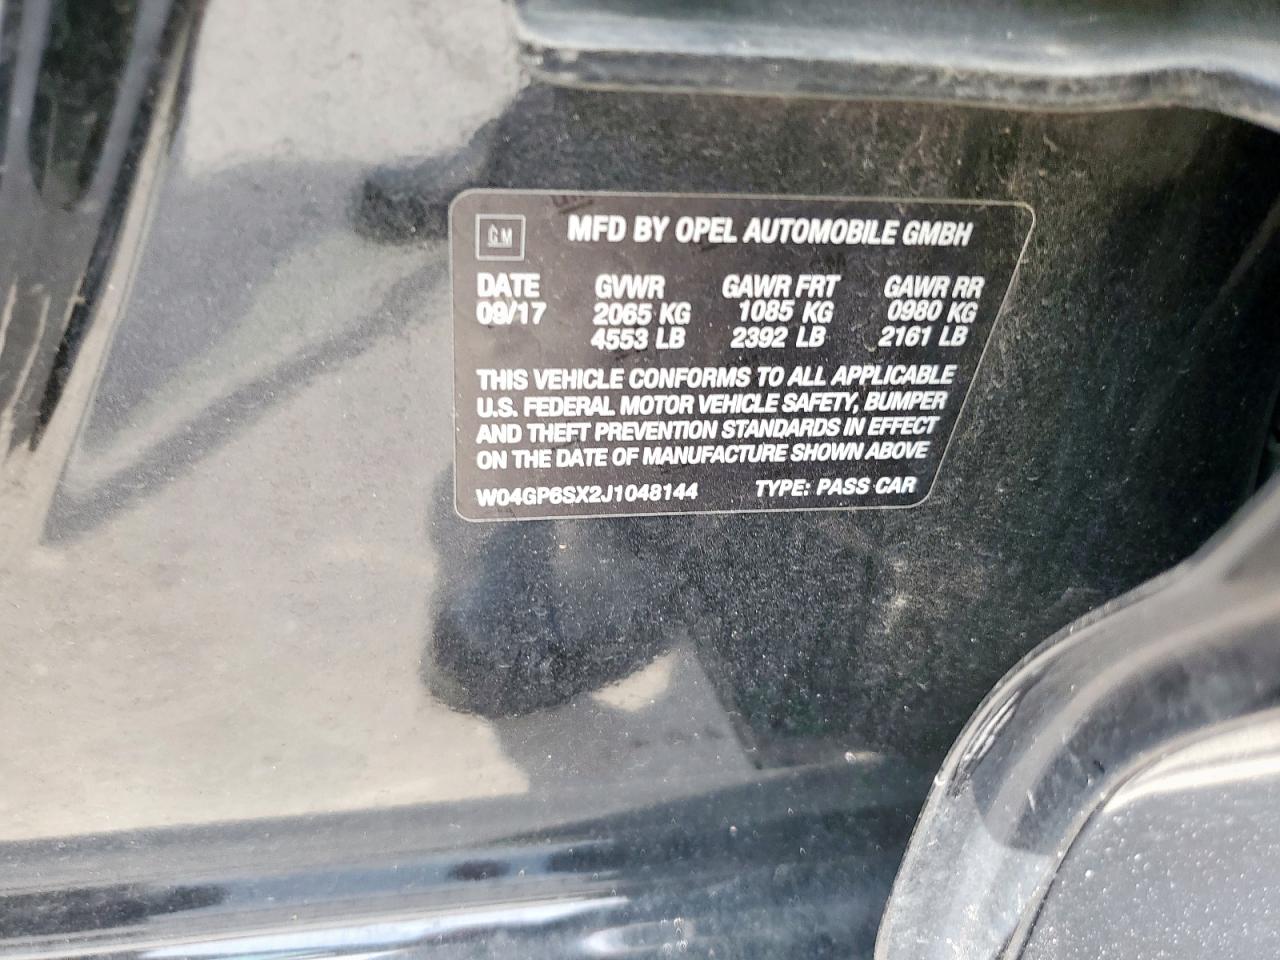 GM
MFD BY OPEL AUTOMOBILE GMBH
DATE GVWR GAWR FRT GAWR RR
09/17 2065 KG 1085 KG 0980 KG
4553 LB 2392 LB 2161 LB
THIS VEHICLE CONFORMS TO ALL APPLICABLE
U.S. FEDERAL MOTOR VEHICLE SAFETY, BUMPER
AND THEFT PREVENTION STANDARDS IN EFFECT
ON THE DATE OF MANUFACTURE SHOWN ABOVE
W04GP6SX2J1048144 TYPE: PASS CAR